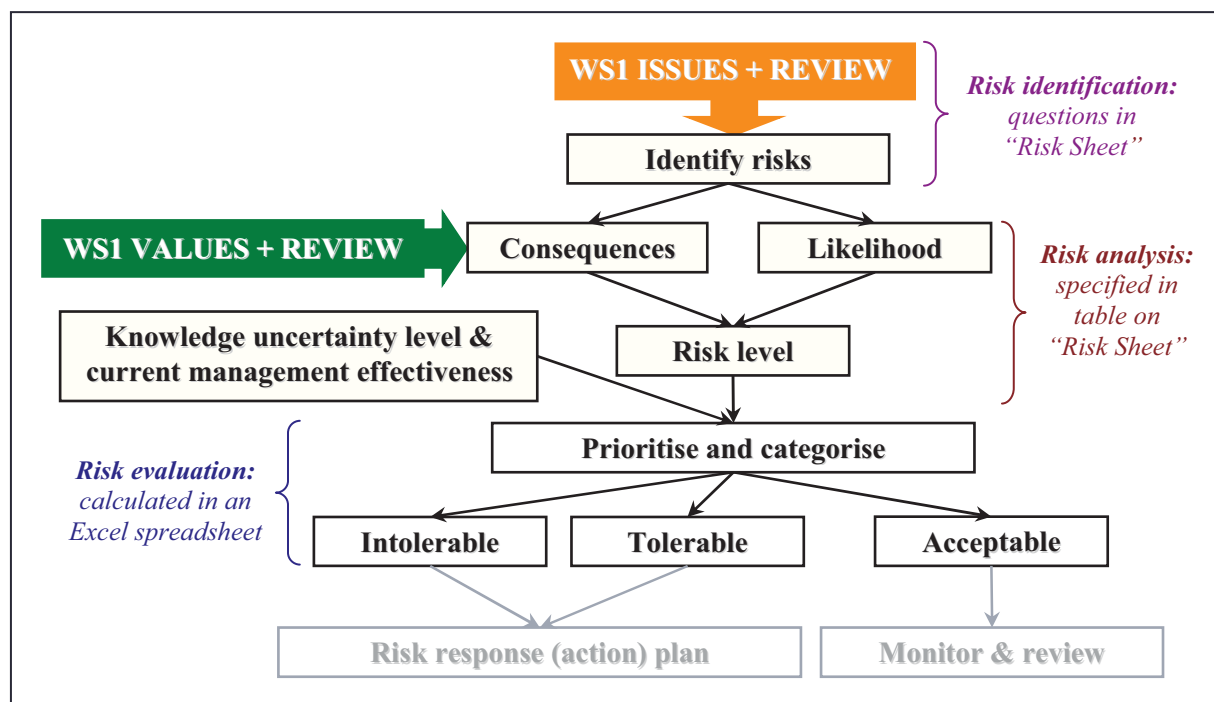 WS1 ISSUES + REVIEW
Risk identification:
questions in
“Risk Sheet”
Identify risks
WS1 VALUES + REVIEW
Consequences
Likelihood
Risk analysis:
specified in
table on
“Risk Sheet”
Knowledge uncertainty level &
current management effectiveness
Risk level
Prioritise and categorise
Risk evaluation:
calculated in an
Excel spreadsheet
Intolerable
Tolerable
Acceptable
Risk response (action) plan
Monitor & review